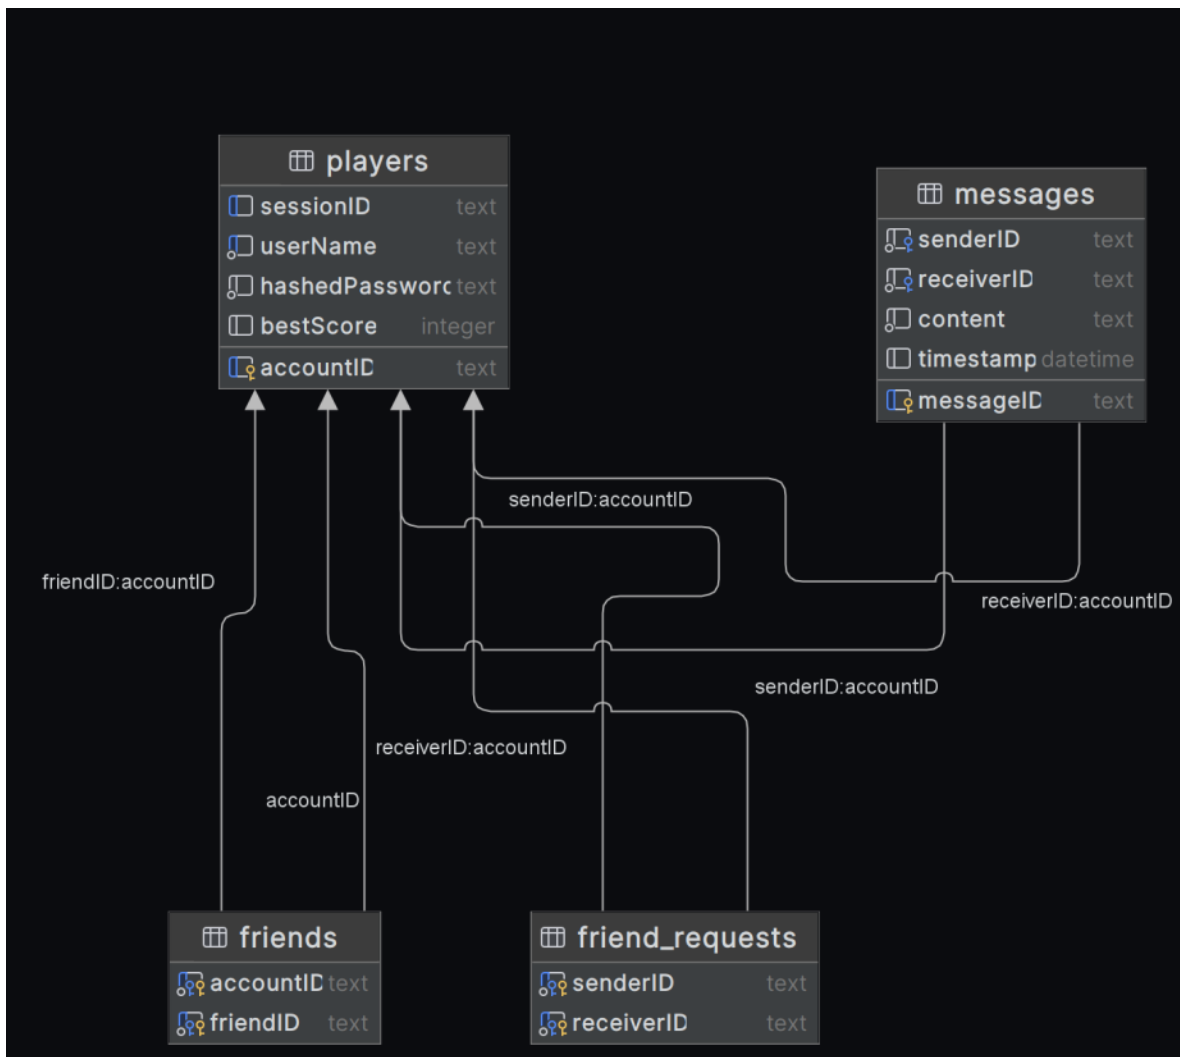 players
sessionID text
userName text
hashedPassword text
bestScore integer
accountID text
messages
senderID text
receiverID text
content text
timestamp datetime
messageID text
senderID:accountID
friendID:accountID
receiverID:accountID
senderID:accountID
receiverID:accountID
accountID
friends
accountID text
friendID text
friend_requests
senderID text
receiverID text